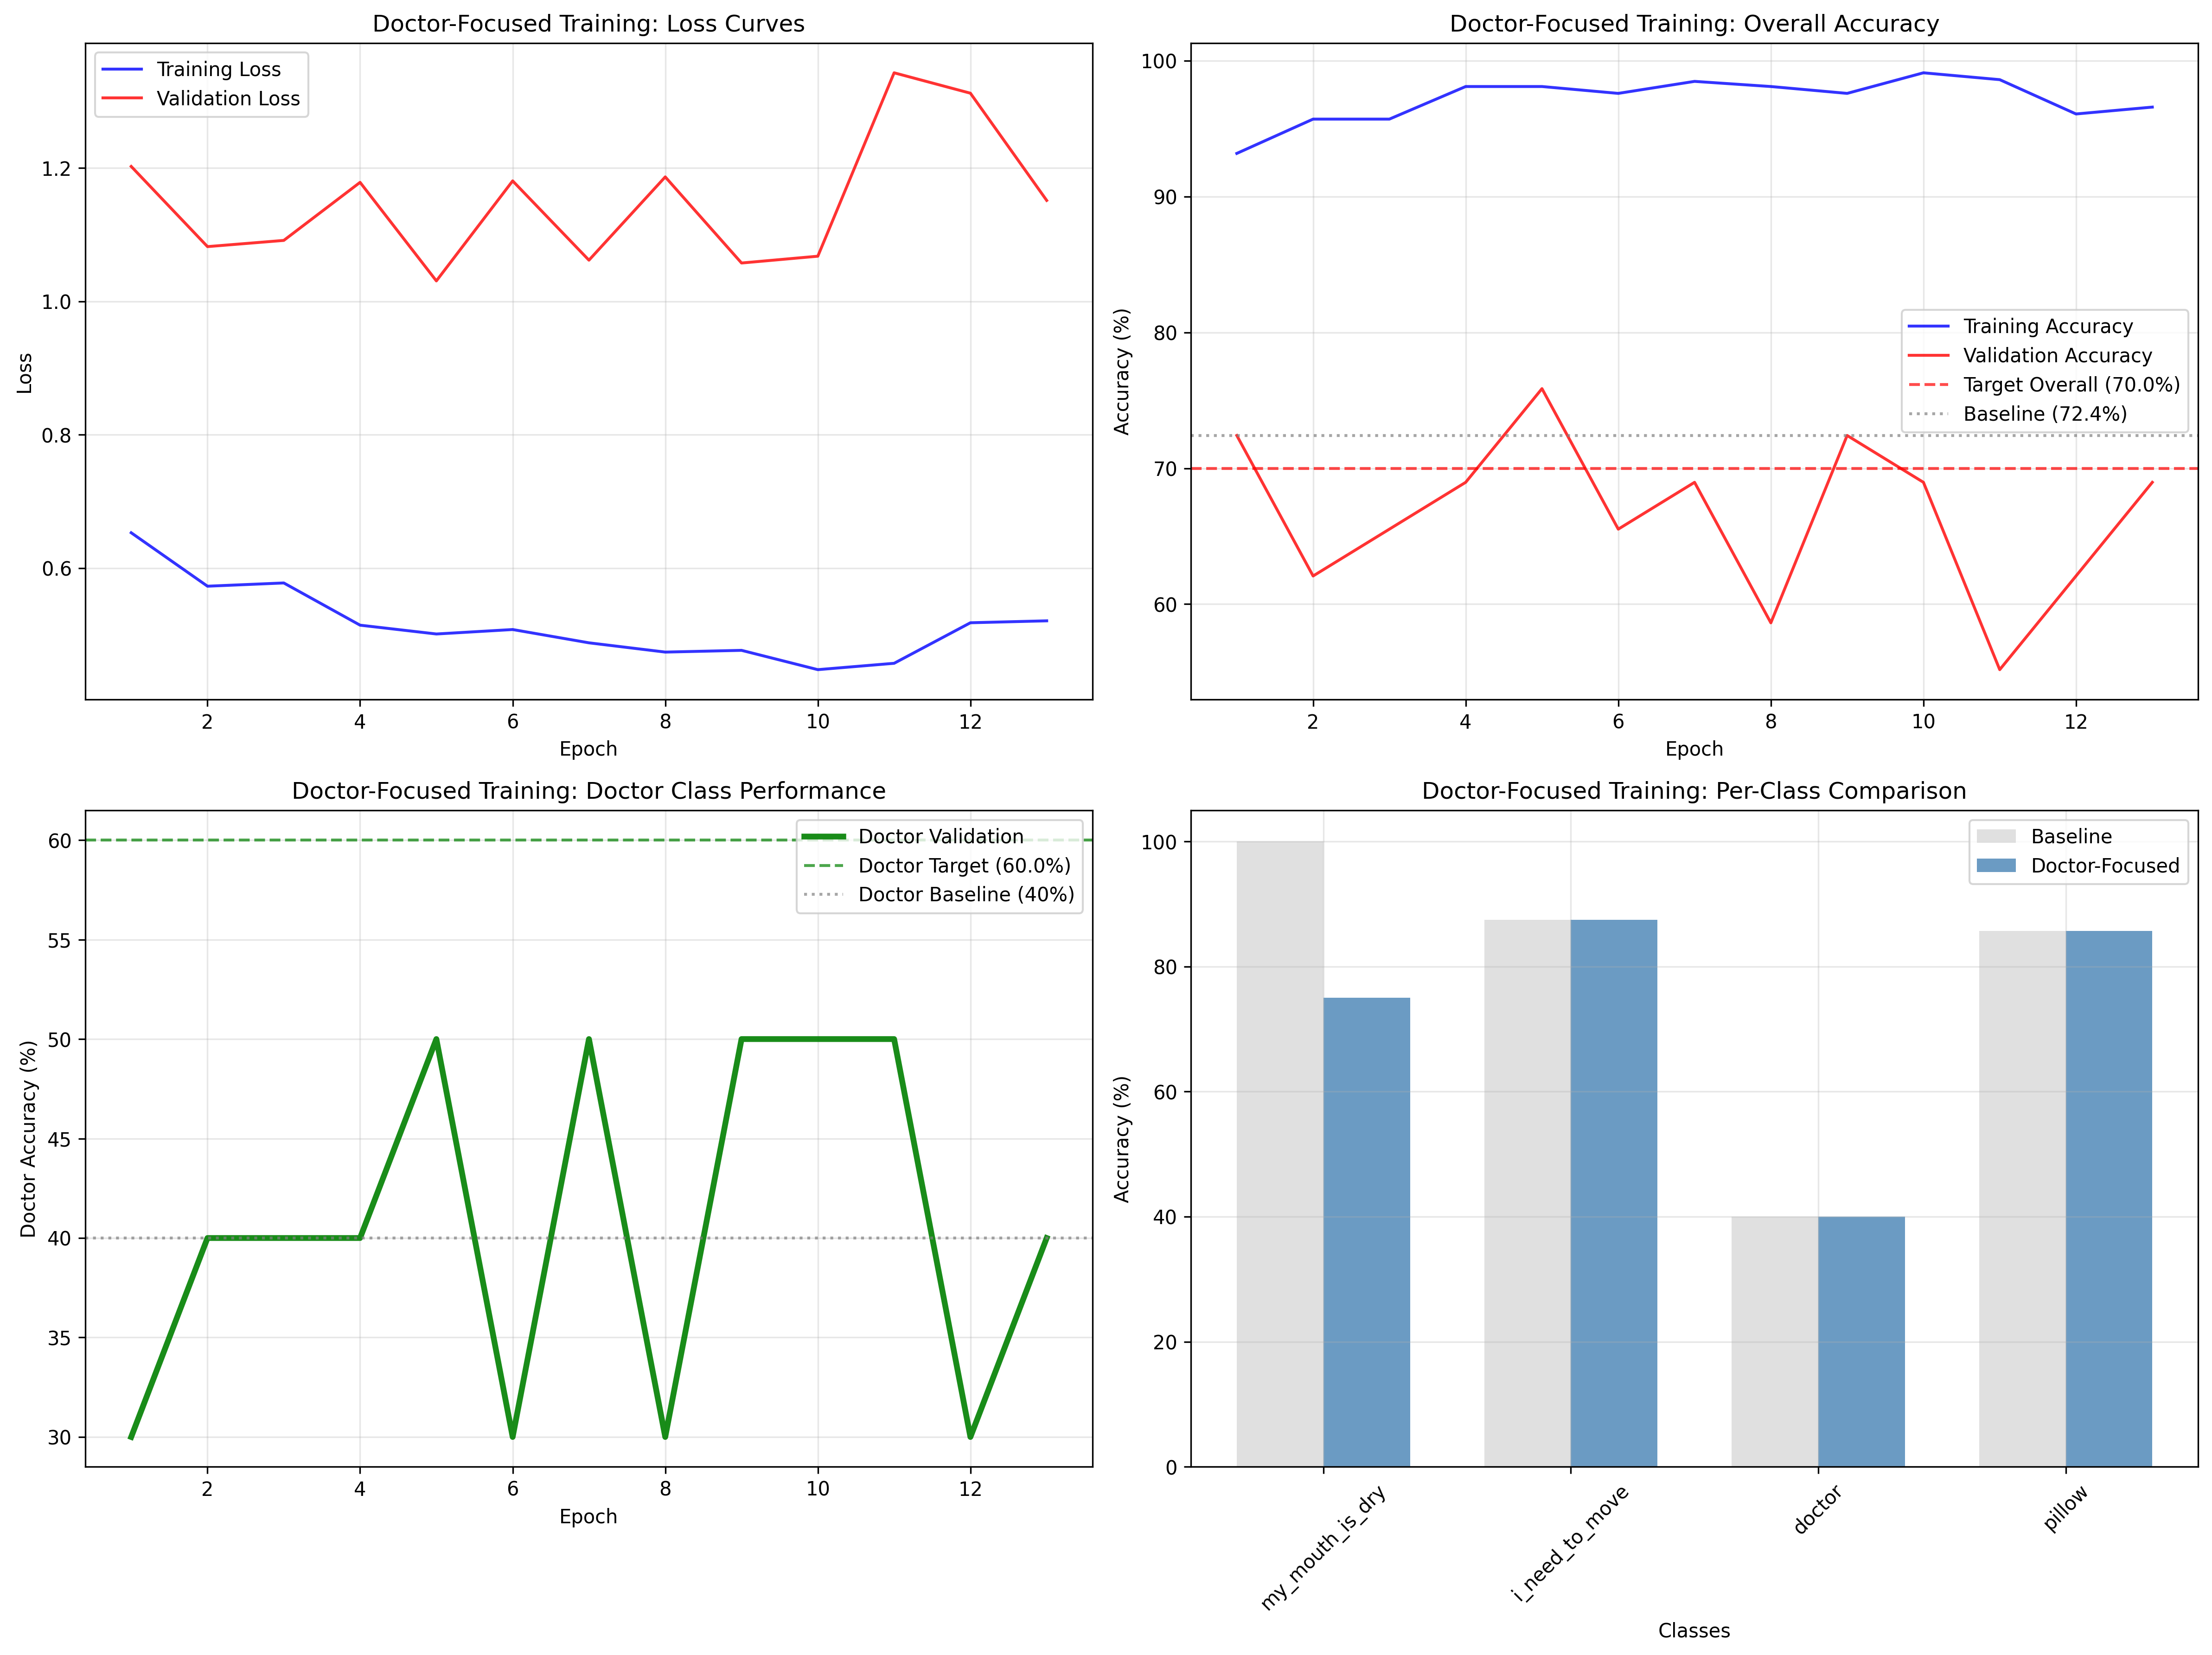 Doctor-Focused Training: Loss Curves
Training Loss
Validation Loss
1.2
1.0
0.8
0.6
Loss
2
4
6
8
10
12
Epoch
Doctor-Focused Training: Overall Accuracy
100
90
80
70
60
Accuracy (%)
Training Accuracy
Validation Accuracy
Target Overall (70.0%)
Baseline (72.4%)
2
4
6
8
10
12
Epoch
Doctor-Focused Training: Doctor Class Performance
Doctor Validation
Doctor Target (60.0%)
Doctor Baseline (40%)
60
55
50
45
40
35
30
Doctor Accuracy (%)
2
4
6
8
10
12
Epoch
Doctor-Focused Training: Per-Class Comparison
Baseline
Doctor-Focused
100
80
60
40
20
0
Accuracy (%)
my_mouth_is_dry
i_need_to_move
doctor
pillow
Classes